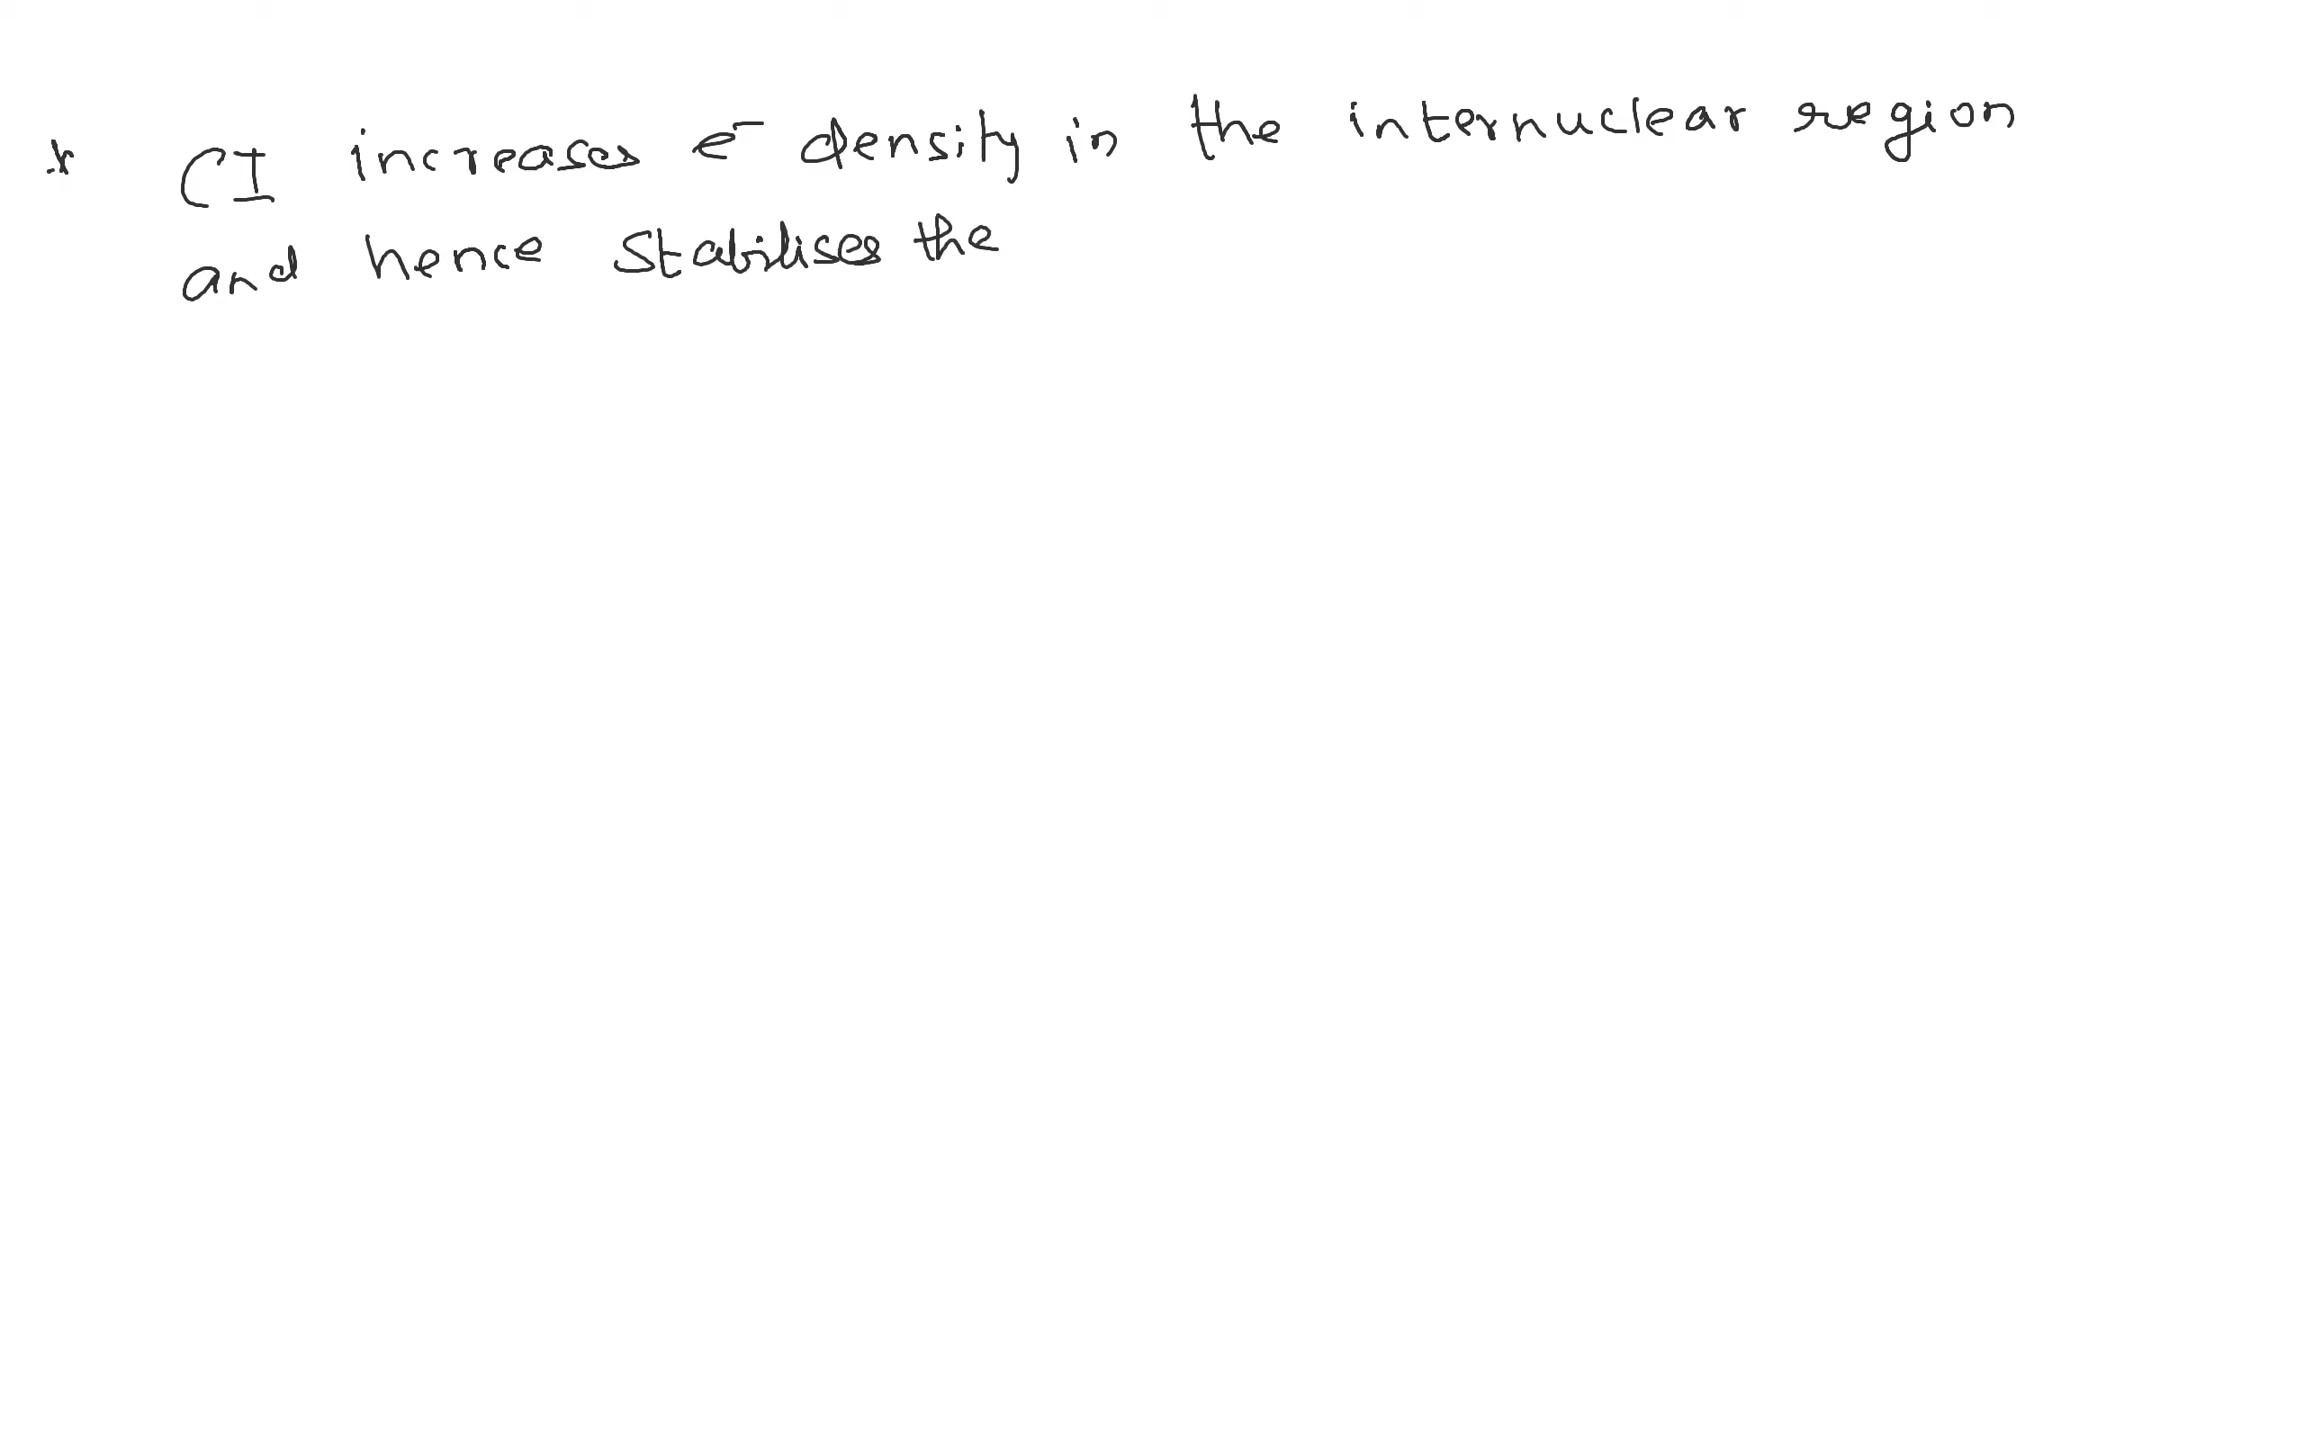 * CI increases e⁻ density in the internuclear region
and hence stabilises the